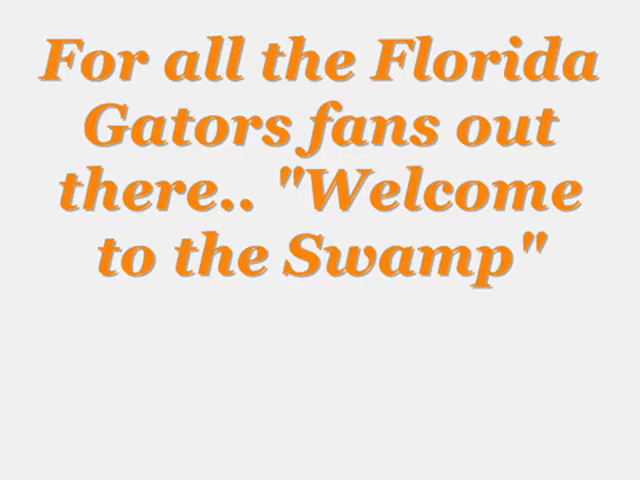 For all the Florida
Gators fans out
there.. "Welcome
to the Swamp"